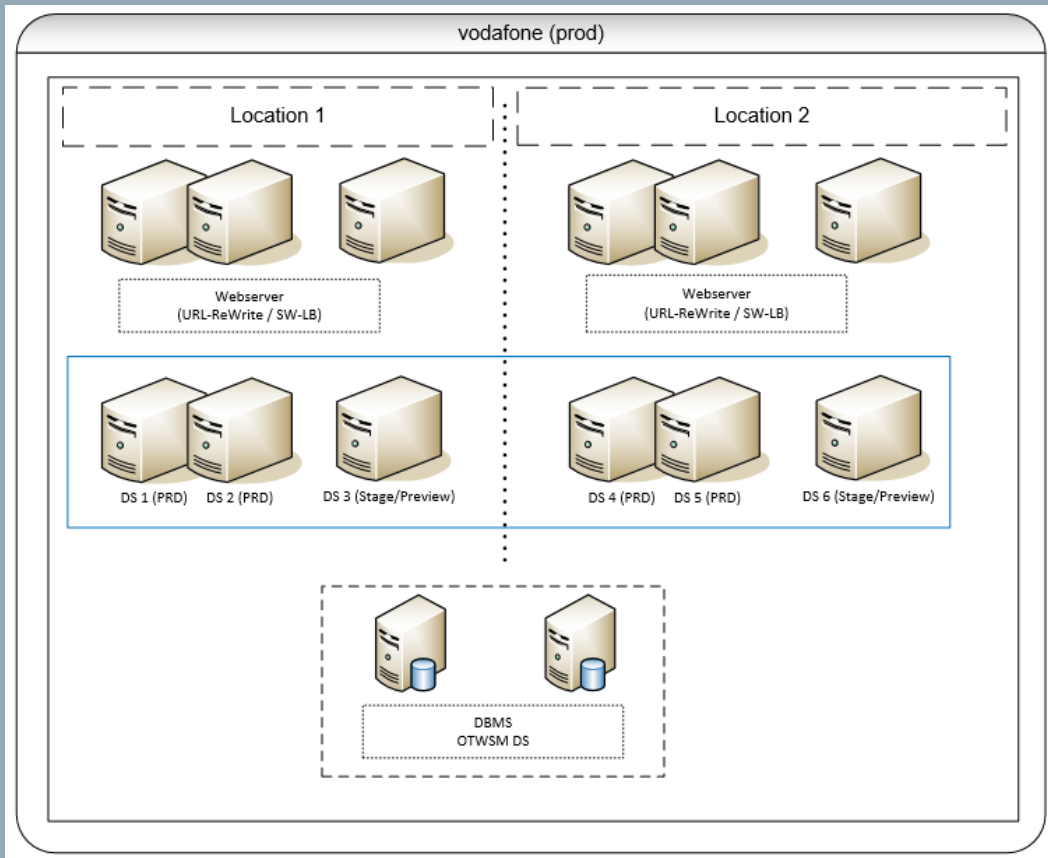 vodafone (prod)
Location 1
Location 2
Webserver
(URL-ReWrite / SW-LB)
Webserver
(URL-ReWrite / SW-LB)
DS 1 (PRD)
DS 2 (PRD)
DS 3 (Stage/Preview)
DS 4 (PRD)
DS 5 (PRD)
DS 6 (Stage/Preview)
DBMS
OTWSM DS